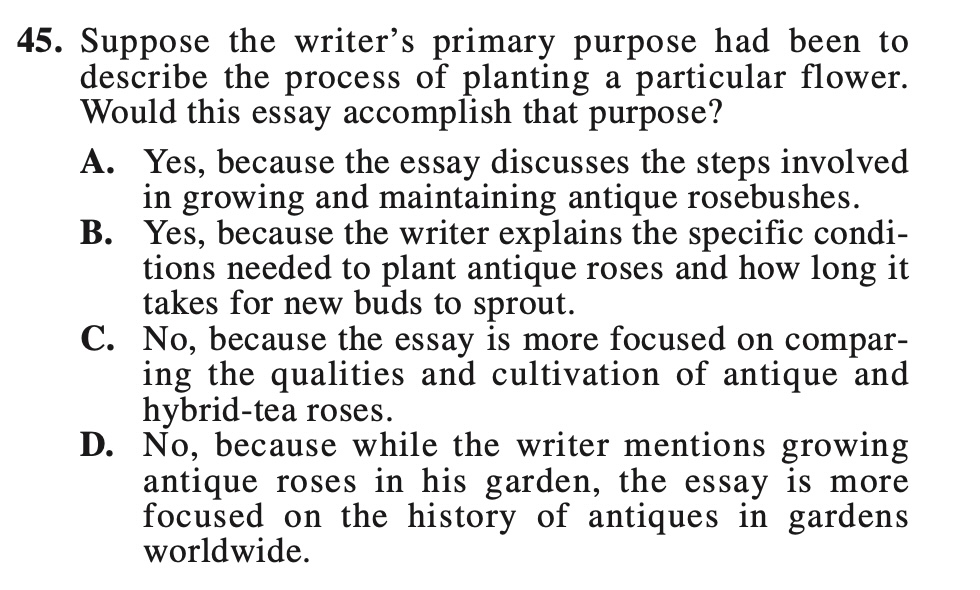 45. Suppose the writer's primary purpose had been to
describe the process of planting a particular flower.
Would this essay accomplish that purpose?
A. Yes, because the essay discusses the steps involved
in growing and maintaining antique rosebushes.
B. Yes, because the writer explains the specific condi-
tions needed to plant antique roses and how long it
takes for new buds to sprout.
C. No, because the essay is more focused on compar-
ing the qualities and cultivation of antique and
hybrid-tea roses.
D. No, because while the writer mentions growing
antique roses in his garden, the essay is more
focused on the history of antiques in gardens
worldwide.